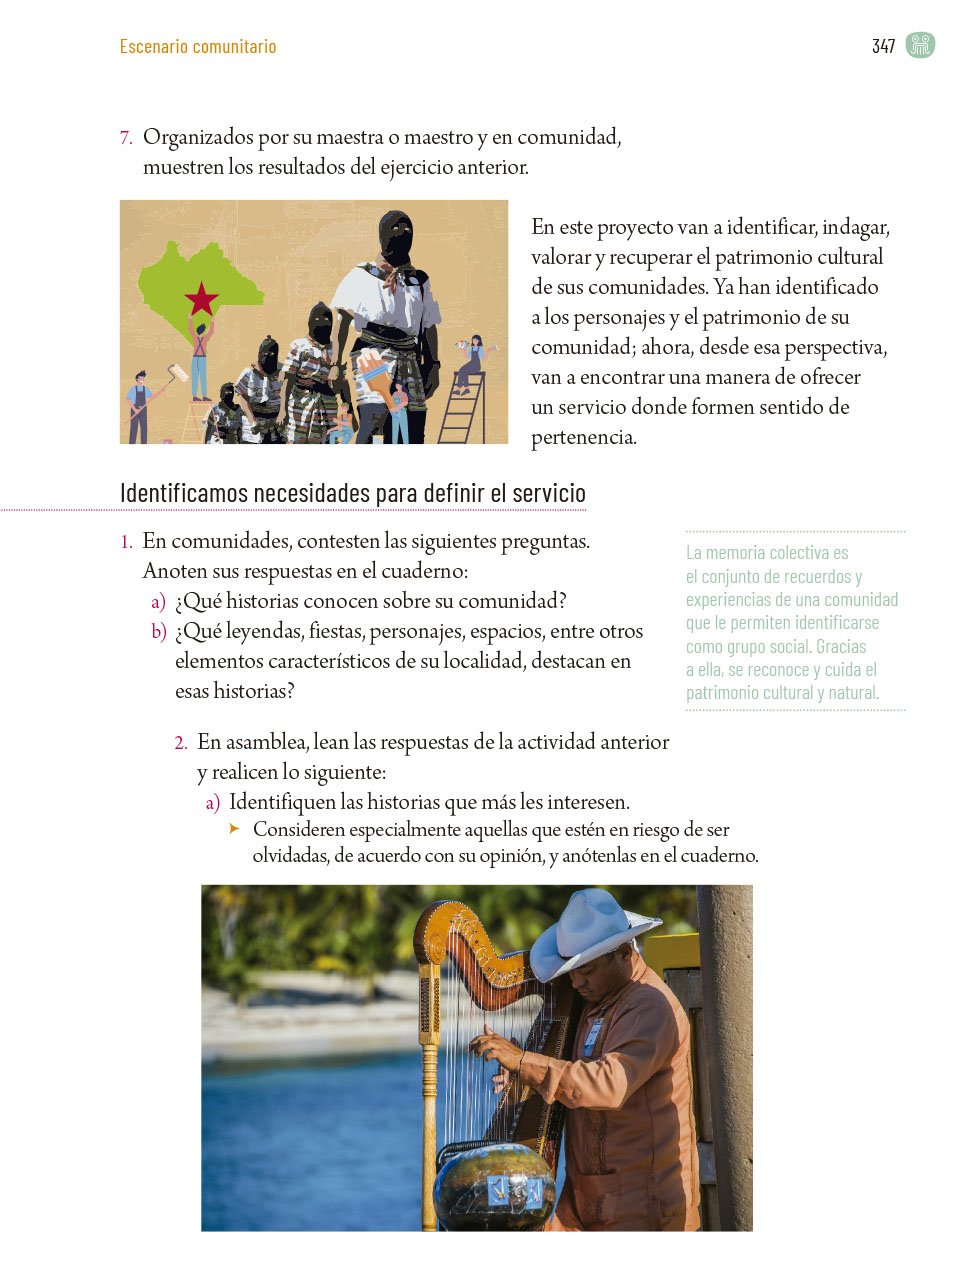 Escenario comunitario
347
7. Organizados por su maestra o maestro y en comunidad,
muestren los resultados del ejercicio anterior.
En este proyecto van a identificar, indagar,
valorar y recuperar el patrimonio cultural
de sus comunidades. Ya han identificado
a los personajes y el patrimonio de su
comunidad; ahora, desde esa perspectiva,
van a encontrar una manera de ofrecer
un servicio donde formen sentido de
pertenencia.
Identificamos necesidades para definir el servicio
1. En comunidades, contesten las siguientes preguntas.
Anoten sus respuestas en el cuaderno:
a) ¿Qué historias conocen sobre su comunidad?
b) ¿Qué leyendas, fiestas, personajes, espacios, entre otros
elementos característicos de su localidad, destacan en
esas historias?
La memoria colectiva es
el conjunto de recuerdos y
experiencias de una comunidad
que le permiten identificarse
como grupo social. Gracias
a ella, se reconoce y cuida el
patrimonio cultural y natural.
2. En asamblea, lean las respuestas de la actividad anterior
y realicen lo siguiente:
a) Identifiquen las historias que más les interesen.
➤ Consideren especialmente aquellas que estén en riesgo de ser
olvidadas, de acuerdo con su opinión, y anótenlas en el cuaderno.